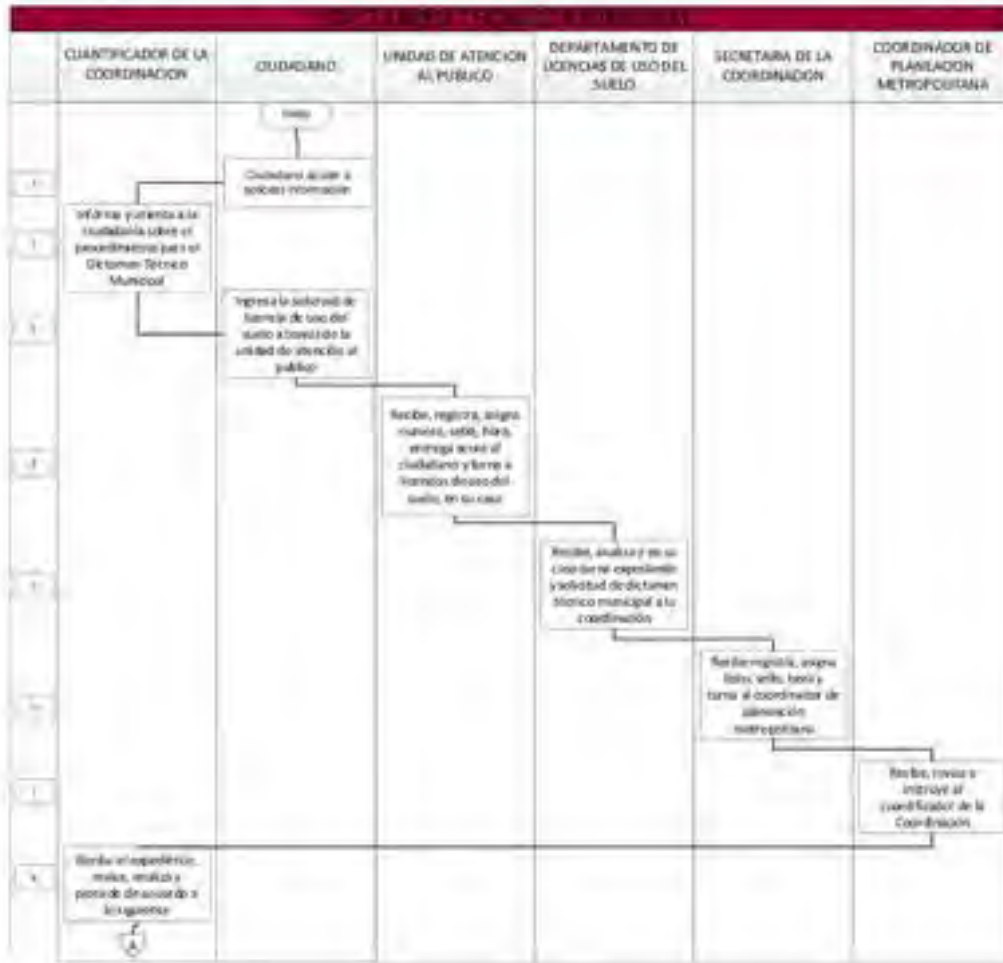 CUANTIFICADOR DE LA
COORDINACION
CIUDADANO
UNIDAD DE ATENCION
AL PUBLICO
DEPARTAMENTO DE
LICENCIAS DE USO DEL
SUELO
SECRETARIA DE LA
COORDINACION
COORDINADOR DE
PLANEACION
METROPOLITANA
Inicio
Ciudadano acude a
solicitar información
Informa y orienta a la
ciudadanía sobre el
procedimiento para el
Dictamen Técnico
Municipal
Ingresa la solicitud de
licencia de uso del
suelo a través de la
unidad de atención al
publico
Recibe, registra, asigna
numero, sella,
entrega acuse al
ciudadano y turna a
licencias de uso del
suelo, en su caso
Recibe, analiza y en su
caso turna expediente
y solicitud de dictamen
técnico municipal a la
coordinación
Recibe registra, asigna
folio, sella, y
turna al coordinador de
planeación
metropolitana
Recibe, revisa e
instruye al
cuantificador de la
Coordinación
Recibe el expediente,
revisa, analiza y
procede de acuerdo a
lo siguiente
A